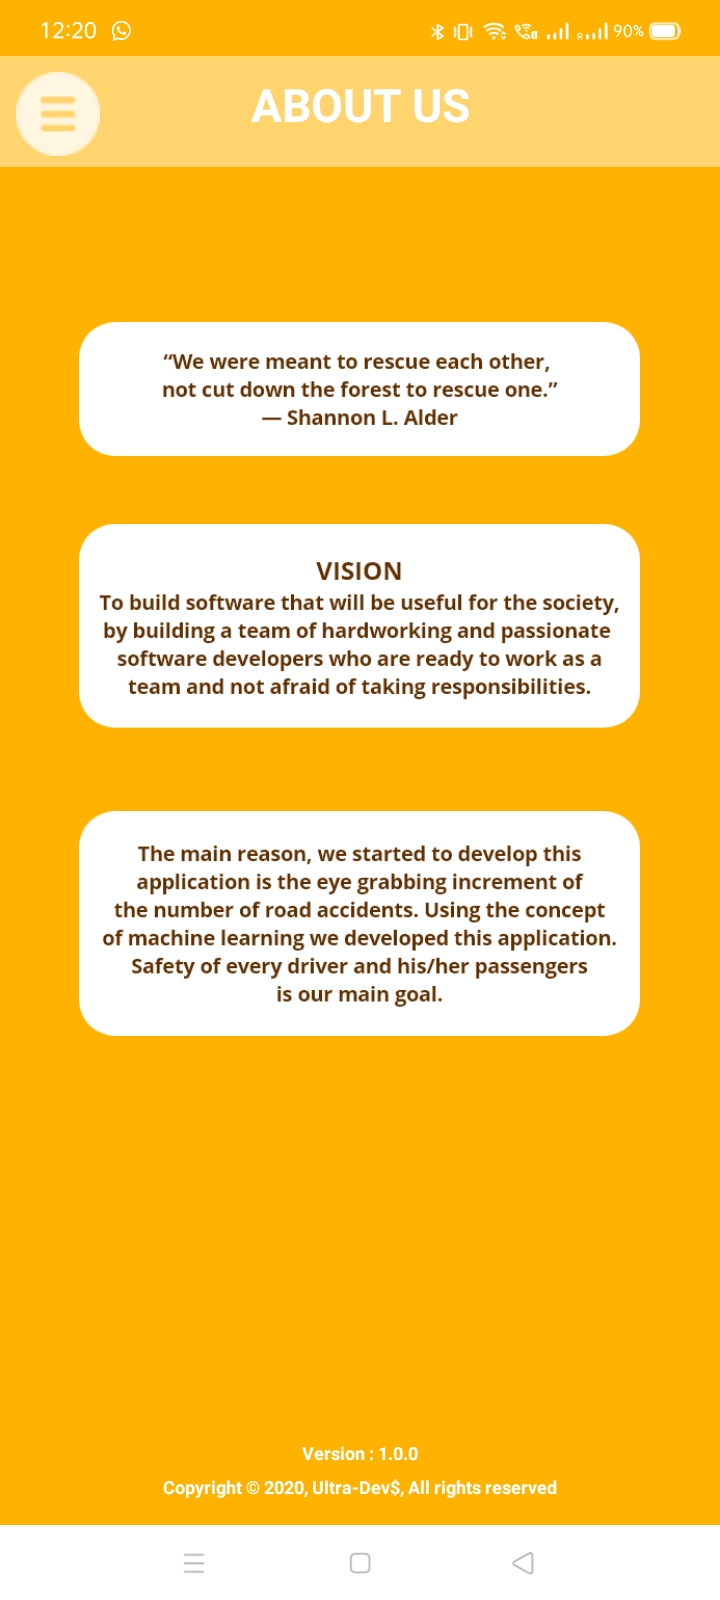 12:20
R
90%
ABOUT US
“We were meant to rescue each other,
not cut down the forest to rescue one.”
— Shannon L. Alder
VISION
To build software that will be useful for the society,
by building a team of hardworking and passionate
software developers who are ready to work as a
team and not afraid of taking responsibilities.
The main reason, we started to develop this
application is the eye grabbing increment of
the number of road accidents. Using the concept
of machine learning we developed this application.
Safety of every driver and his/her passengers
is our main goal.
Version : 1.0.0
Copyright © 2020, Ultra-Dev$, All rights reserved